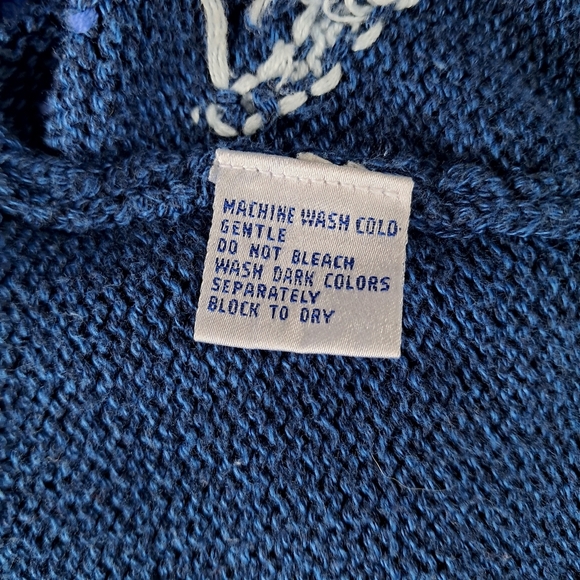 MACHINE WASH COLD
GENTLE
DO NOT BLEACH
WASH DARK COLORS
SEPARATELY
BLOCK TO DRY